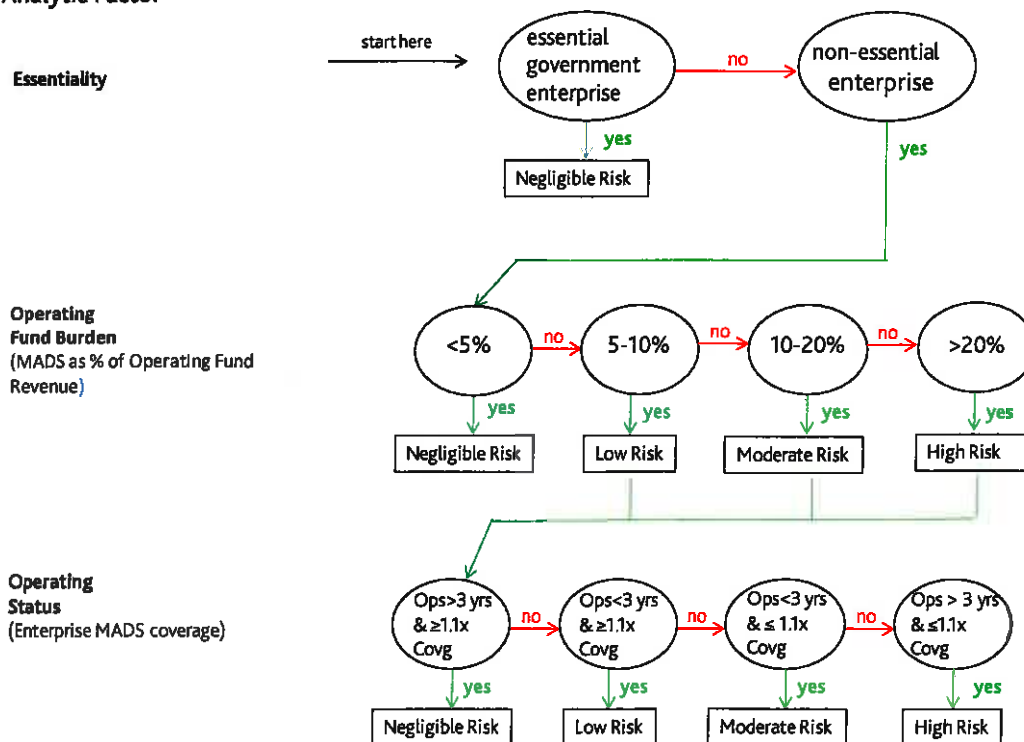 Analytic Factor
start here
Essentiality
essential
government
enterprise
no
non-essential
enterprise
yes
Negligible Risk
yes
Operating
Fund Burden
(MADS as % of Operating Fund
Revenue)
<5%
no
5-10%
no
10-20%
no
>20%
yes
yes
yes
yes
Negligible Risk
Low Risk
Moderate Risk
High Risk
Operating
Status
(Enterprise MADS coverage)
Ops>3 yrs
& ≥1.1x
Covg
no
Ops<3 yrs
& ≥1.1x
Covg
no
Ops<3 yrs
& ≤ 1.1x
Covg
no
Ops > 3 yrs
& ≤1.1x
Covg
yes
yes
yes
yes
Negligible Risk
Low Risk
Moderate Risk
High Risk